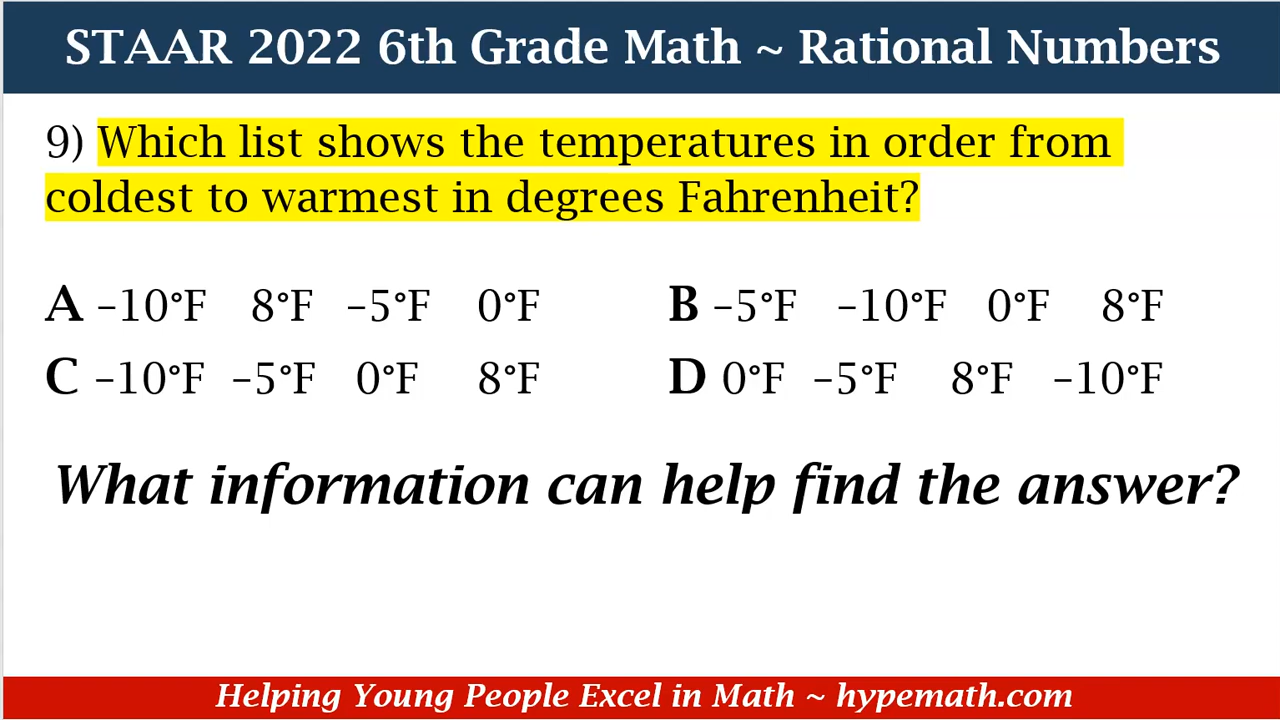 STAAR 2022 6th Grade Math ~ Rational Numbers
9) Which list shows the temperatures in order from
coldest to warmest in degrees Fahrenheit?
A –10°F 8°F –5°F 0°F
B –5°F –10°F 0°F 8°F
C –10°F –5°F 0°F 8°F
D 0°F –5°F 8°F –10°F
What information can help find the answer?
Helping Young People Excel in Math ~ hypemath.com